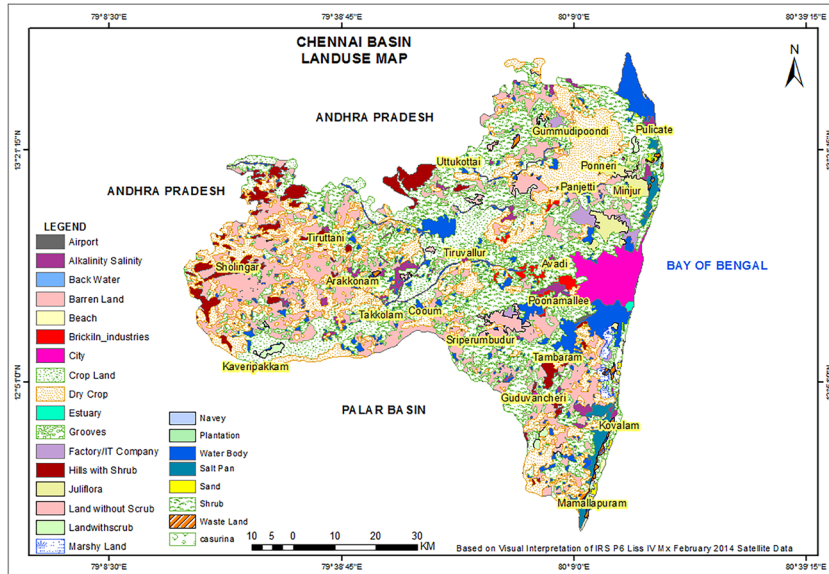 79°8'30"E 79°38'45"E 80°9'0"E 80°39'15"E
CHENNAI BASIN
LANDUSE MAP
N
ANDHRA PRADESH
Gummudipoondi
Pulicate
13°21'15"N
Uttukottai
Ponneri
ANDHRA PRADESH
Panjetti
Minjur
LEGEND
Airport
Alkalinity Salinity
Back Water
Barren Land
Beach
Brickiln_industries
City
Crop Land
Dry Crop
Estuary
Grooves
Factory/IT Company
Hills with Shrub
Juliflora
Land without Scrub
Landwithscrub
Marshy Land
Navey
Plantation
Water Body
Salt Pan
Sand
Shrub
Waste Land
casurina
Tiruttani
Tiruvallur
Avadi
BAY OF BENGAL
Sholingar
Arakkonam
Poonamallee
Takkolam
Cooum
Sriperumbudur
Tambaram
Kaveripakkam
Guduvancheri
PALAR BASIN
Kovalam
Mamallapuram
10 5 0 10 20 30
KM
Based on Visual Interpretation of IRS P6 Liss IV Mx February 2014 Satellite Data
79°8'30"E 79°38'45"E 80°9'0"E 80°39'15"E